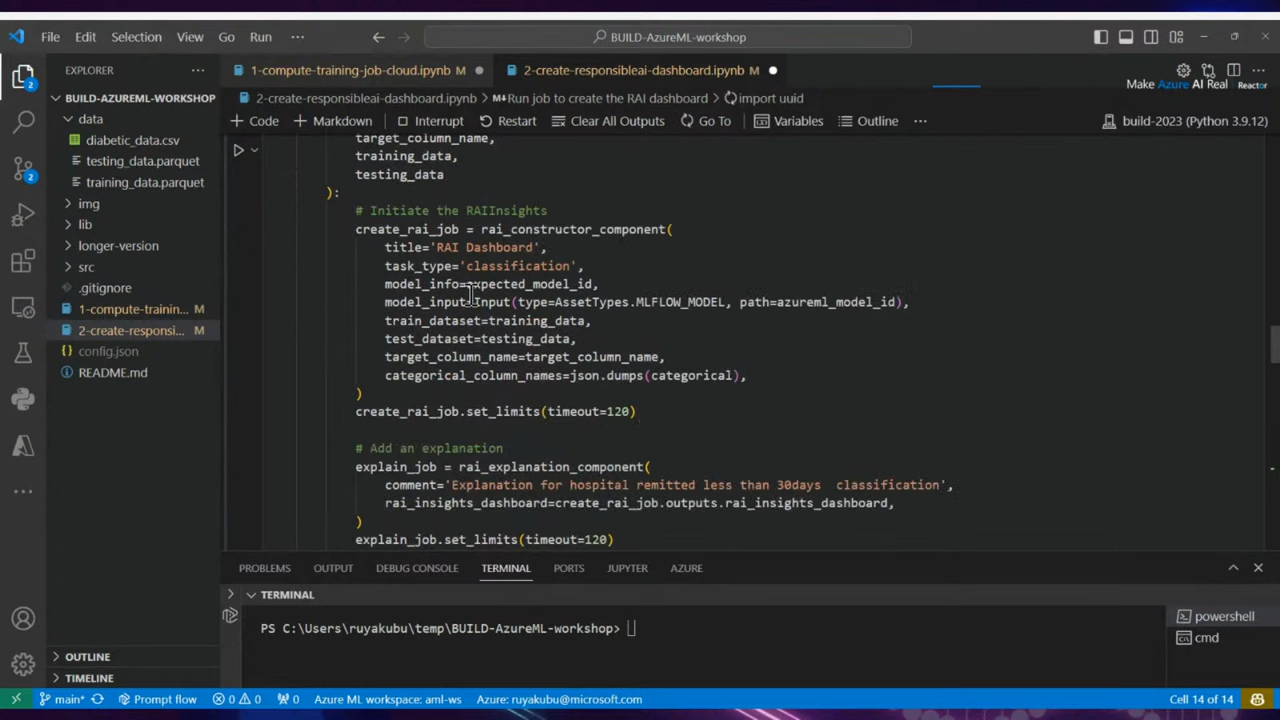 File Edit Selection View Go Run ··· BUILD-AzureML-workshop
EXPLORER ···
1-compute-training-job-cloud.ipynb M
2-create-responsibleai-dashboard.ipynb M
Make Azure AI Real Reactor
BUILD-AZUREML-WORKSHOP
2-create-responsibleai-dashboard.ipynb > M↓Run job to create the RAI dashboard > import uuid
+ Code + Markdown Interrupt Restart Clear All Outputs Go To Variables Outline ··· build-2023 (Python 3.9.12)
data
diabetic_data.csv
testing_data.parquet
training_data.parquet
img
lib
longer-version
src
.gitignore
1-compute-trainin... M
2-create-responsi... M
config.json
README.md
2
2
target_column_name,
training_data,
testing_data
):
# Initiate the RAIInsights
create_rai_job = rai_constructor_component(
title='RAI Dashboard',
task_type='classification',
model_info=expected_model_id,
model_input=Input(type=AssetTypes.MLFLOW_MODEL, path=azureml_model_id),
train_dataset=training_data,
test_dataset=testing_data,
target_column_name=target_column_name,
categorical_column_names=json.dumps(categorical),
)
create_rai_job.set_limits(timeout=120)
# Add an explanation
explain_job = rai_explanation_component(
comment='Explanation for hospital remitted less than 30days  classification',
rai_insights_dashboard=create_rai_job.outputs.rai_insights_dashboard,
)
explain_job.set_limits(timeout=120)
PROBLEMS OUTPUT DEBUG CONSOLE TERMINAL PORTS JUPYTER AZURE
TERMINAL
PS C:\Users\ruyakubu\temp\BUILD-AzureML-workshop>
powershell
cmd
OUTLINE
TIMELINE
main* Prompt flow 0 0 0 Azure ML workspace: aml-ws Azure: ruyakubu@microsoft.com Cell 14 of 14